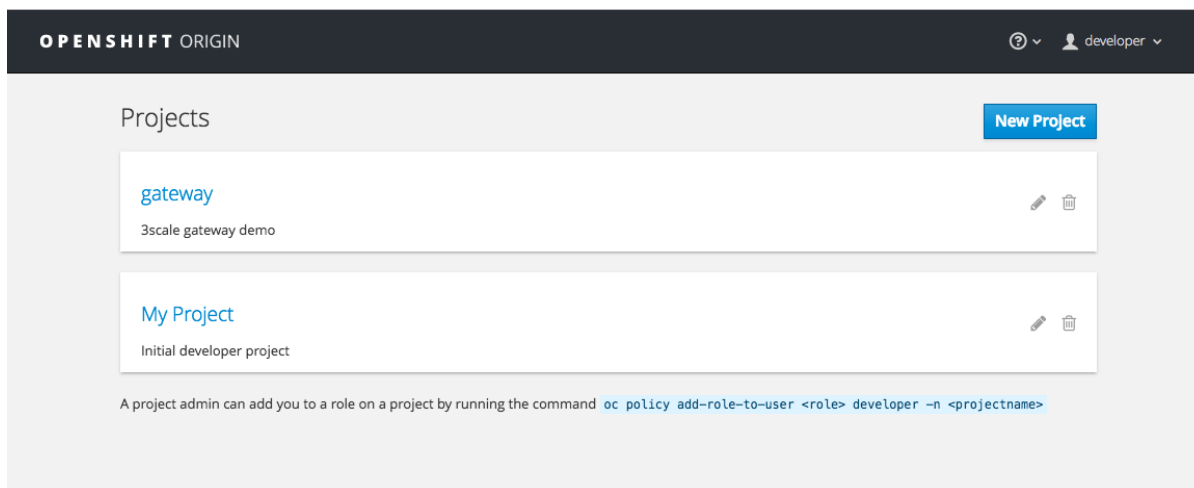 OPENSHIFT ORIGIN
developer
Projects
New Project
gateway
3scale gateway demo
My Project
Initial developer project
A project admin can add you to a role on a project by running the command oc policy add-role-to-user <role> developer -n <projectname>